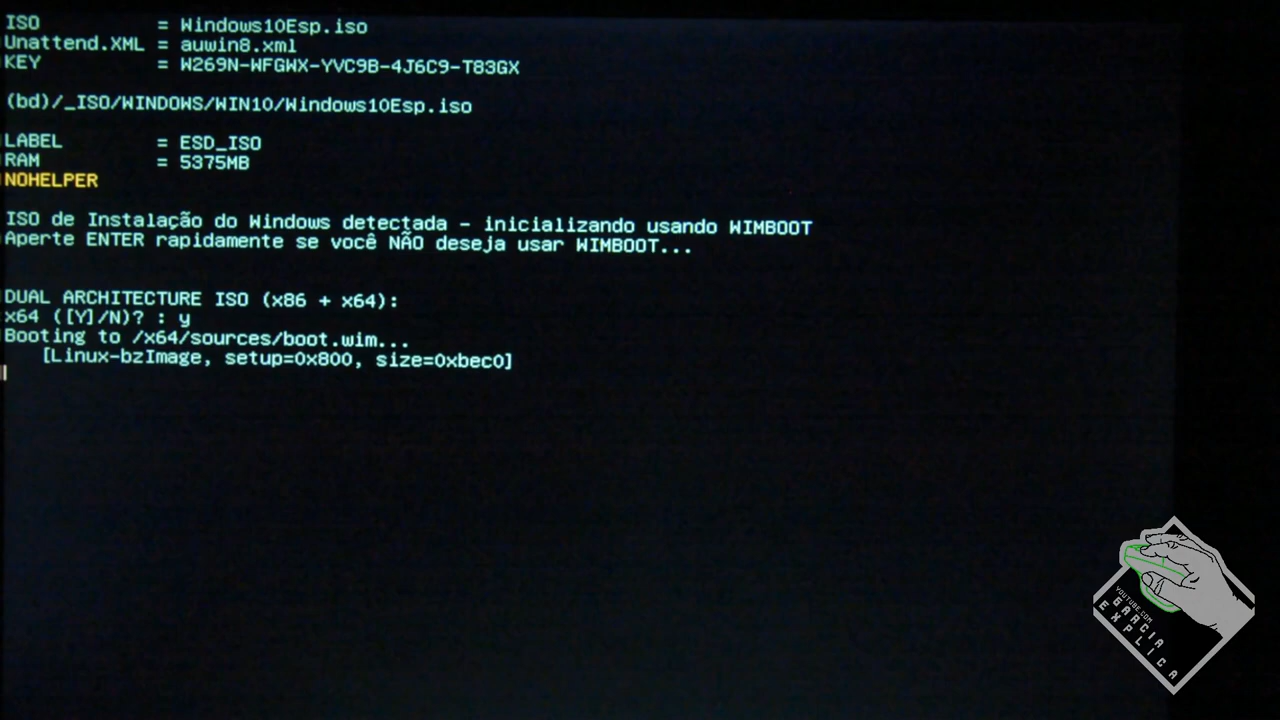 ISO = Windows10Esp.iso
Unattend.XML = auwin8.xml
KEY = W269N-WFGWX-YVC9B-4J6C9-T83GX
(bd)/_ISO/WINDOWS/WIN10/Windows10Esp.iso
LABEL = ESD_ISO
RAM = 5375MB
NOHELPER
ISO de Instalação do Windows detectada - inicializando usando WIMBOOT
Aperte ENTER rapidamente se você NÃO deseja usar WIMBOOT...
DUAL ARCHITECTURE ISO (x86 + x64):
x64 ([Y]/N)? : y
Booting to /x64/sources/boot.wim...
[Linux-bzImage, setup=0x800, size=0xbec0]
YOUTUBE.COM
GARCIA
EXPLICA